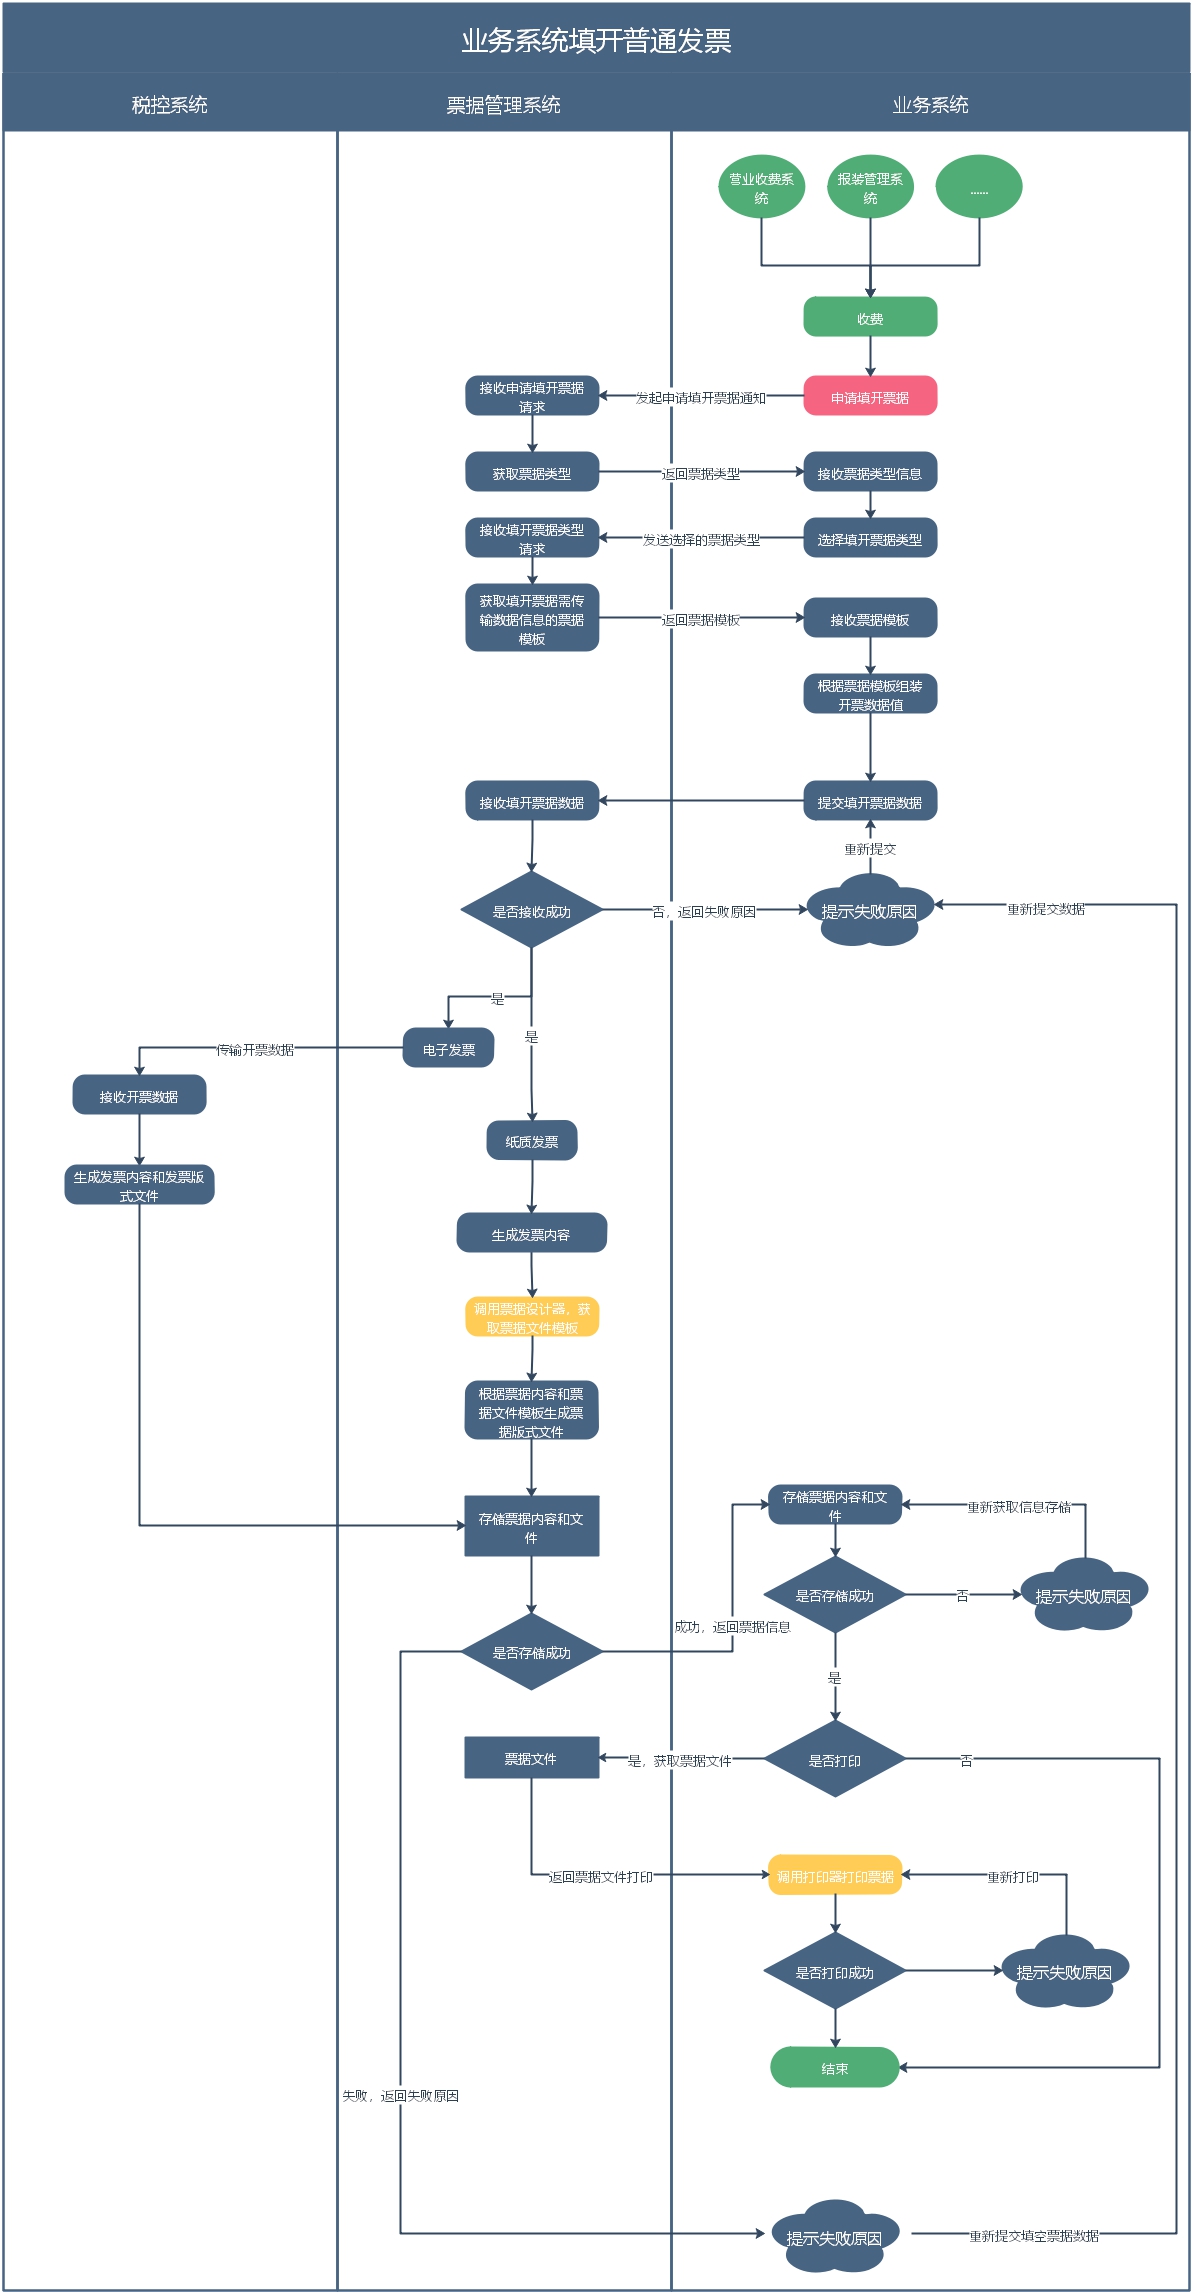 业务系统填开普通发票
税控系统
票据管理系统
业务系统
营业收费系
统
报装管理系
统
......
收费
接收申请填开票据
请求
发起申请填开票据通知
申请填开票据
获取票据类型
返回票据类型
接收票据类型信息
接收填开票据类型
请求
发送选择的票据类型
选择填开票据类型
获取填开票据需传
输数据信息的票据
模板
返回票据模板
接收票据模板
根据票据模板组装
开票数据值
接收填开票据数据
提交填开票据数据
重新提交
是否接收成功
否，返回失败原因
提示失败原因
重新提交数据
是
是
传输开票数据
电子发票
接收开票数据
纸质发票
生成发票内容和发票版
式文件
生成发票内容
调用票据设计器，获
取票据文件模板
根据票据内容和票
据文件模板生成票
据版式文件
存储票据内容和文
件
存储票据内容和文
件
重新获取信息存储
是否存储成功
否
提示失败原因
成功，返回票据信息
是否存储成功
是
票据文件
是，获取票据文件
是否打印
否
返回票据文件打印
调用打印器打印票据
重新打印
是否打印成功
提示失败原因
结束
失败，返回失败原因
提示失败原因
重新提交填空票据数据